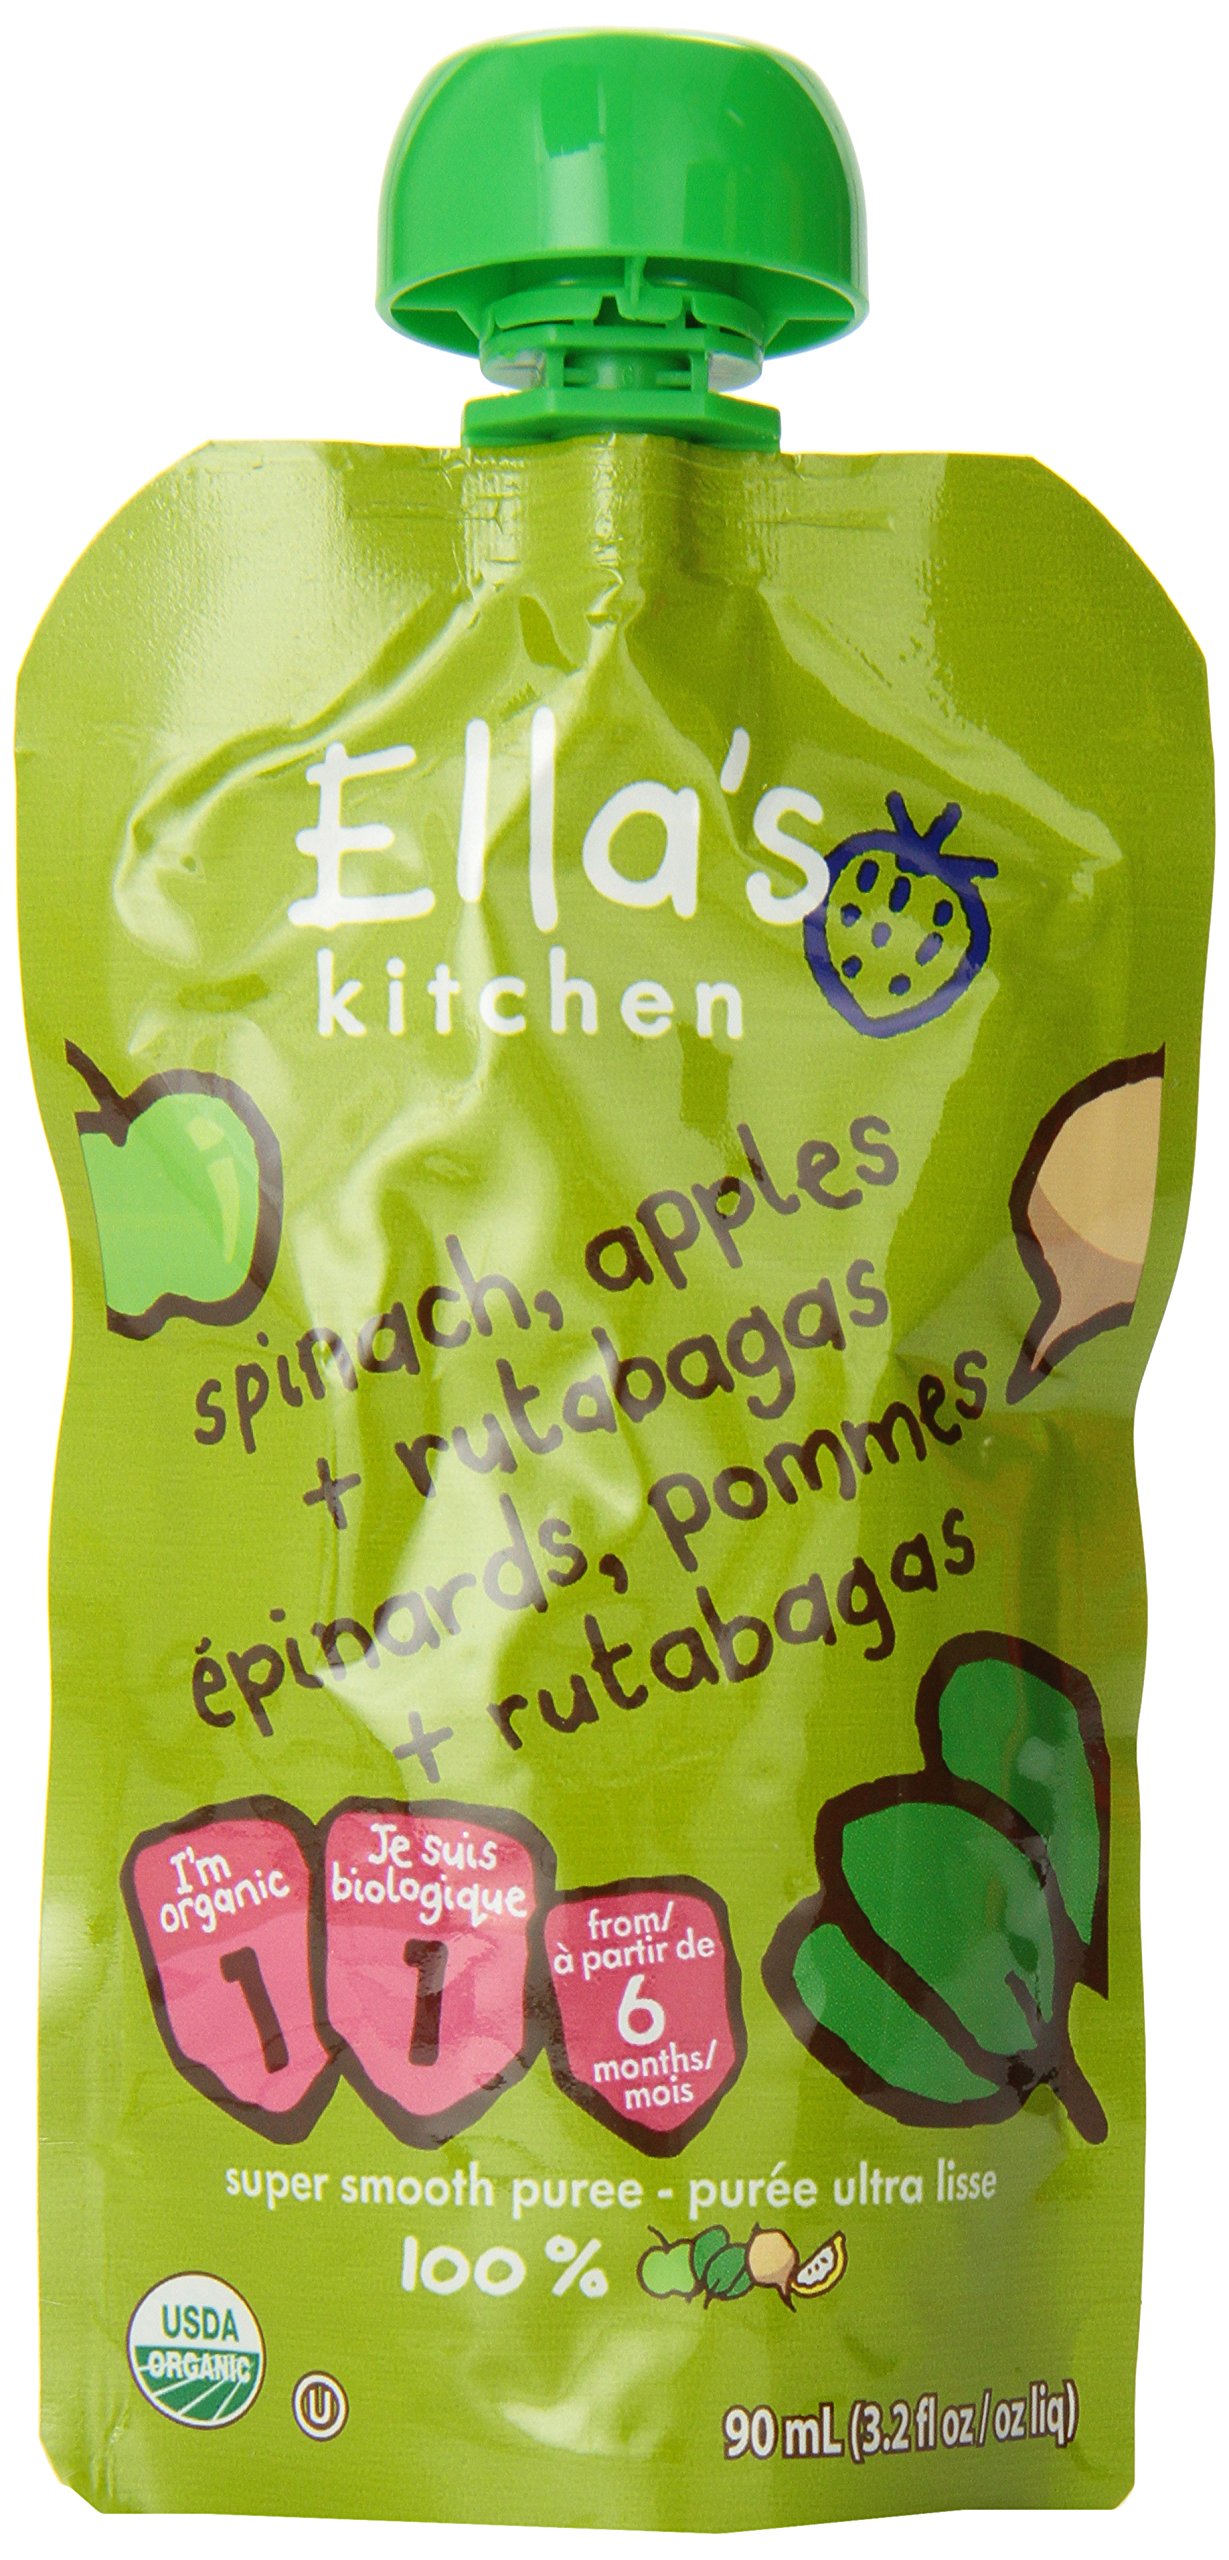 Ella's
kitchen
spinach, apples
+ rutabagas
épinards, pommes
+ rutabagas
I'm
organic
1
Je suis
biologique
1
from/
à partir de
6
months/
mois
super smooth puree - purée ultra lisse
100 %
USDA
ORGANIC
U
90 mL (3.2 fl oz / oz liq)